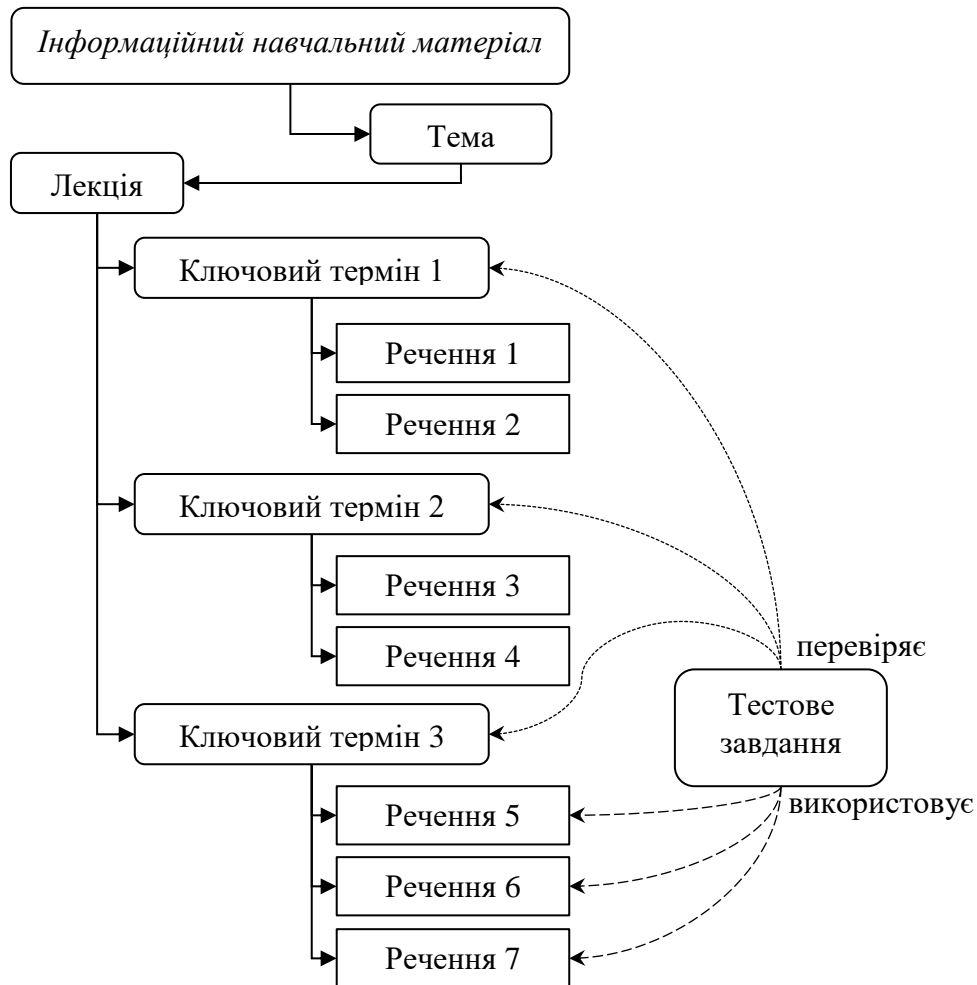 Інформаційний навчальний матеріал
Тема
Лекція
Ключовий термін 1
Речення 1
Речення 2
Ключовий термін 2
Речення 3
Речення 4
перевіряє
Тестове
завдання
Ключовий термін 3
використовує
Речення 5
Речення 6
Речення 7